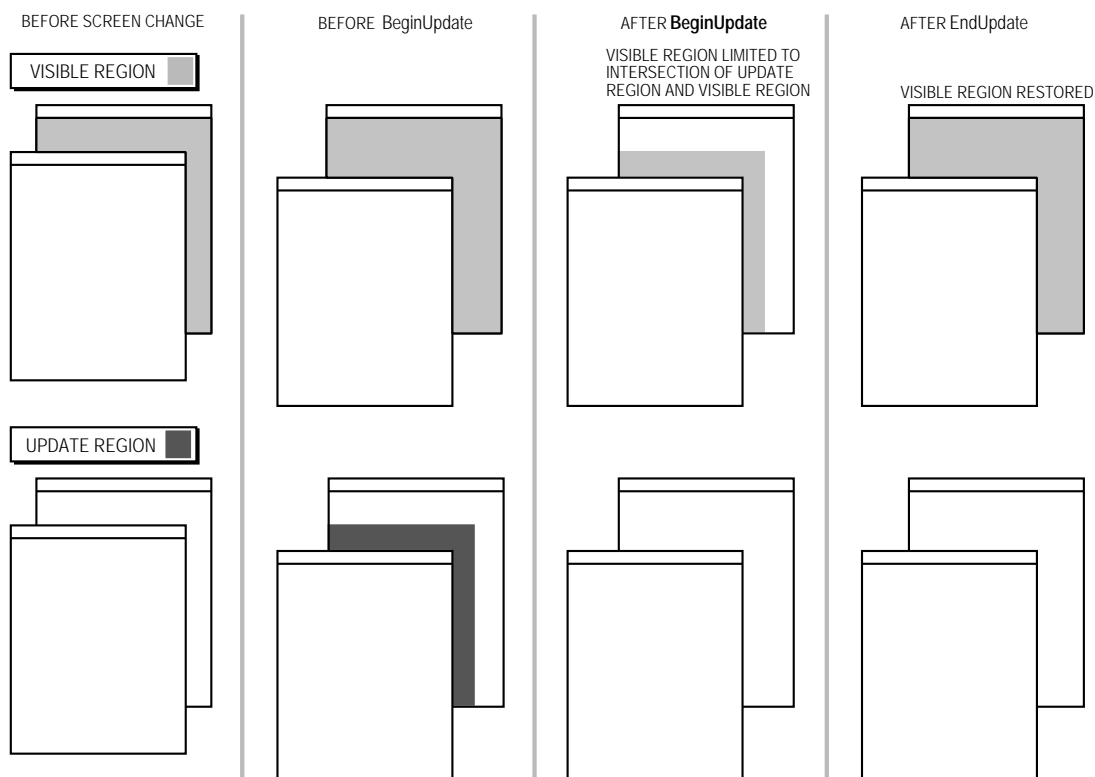 BEFORE SCREEN CHANGE
BEFORE BeginUpdate
AFTER BeginUpdate
AFTER EndUpdate
VISIBLE REGION
VISIBLE REGION LIMITED TO
INTERSECTION OF UPDATE
REGION AND VISIBLE REGION
VISIBLE REGION RESTORED
UPDATE REGION